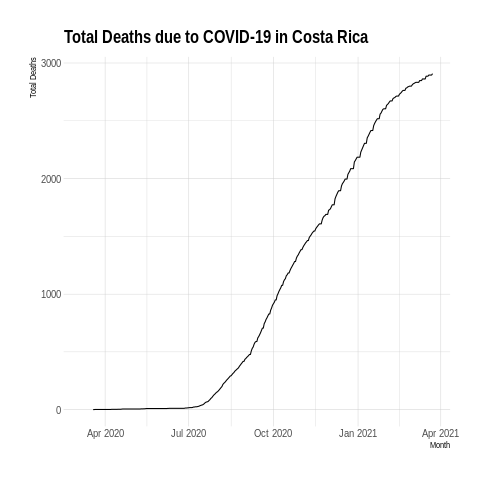 Total Deaths due to COVID-19 in Costa Rica
Total Deaths
3000
2000
1000
0
Apr 2020 Jul 2020 Oct 2020 Jan 2021 Apr 2021
Month